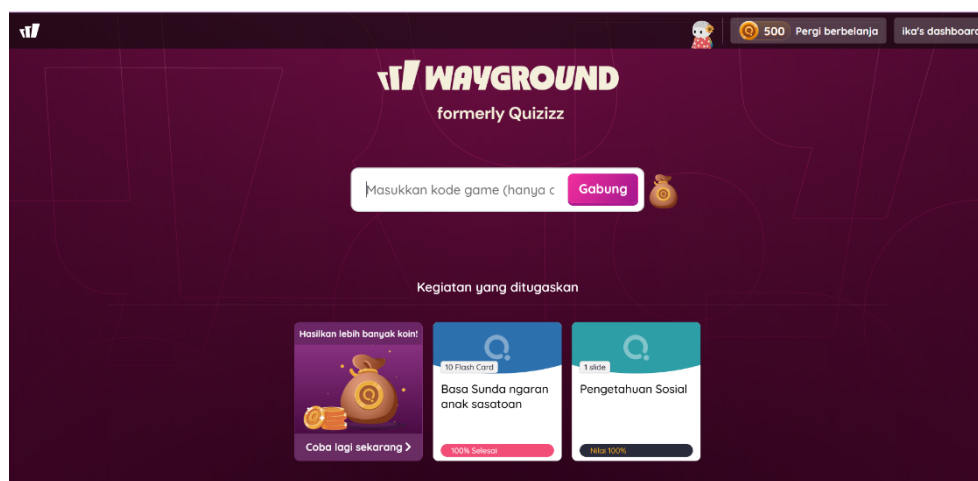 500 Pergi berbelanja ika's dashboard
WAYGROUND
formerly Quizizz
Masukkan kode game (hanya
Gabung
Kegiatan yang ditugaskan
Hasilkan lebih banyak koin!
Coba lagi sekarang
10 Flash Card
Basa Sunda ngaran
anak sasatoan
100% Selesai
1 slide
Pengetahuan Sosial
Nilai 100%